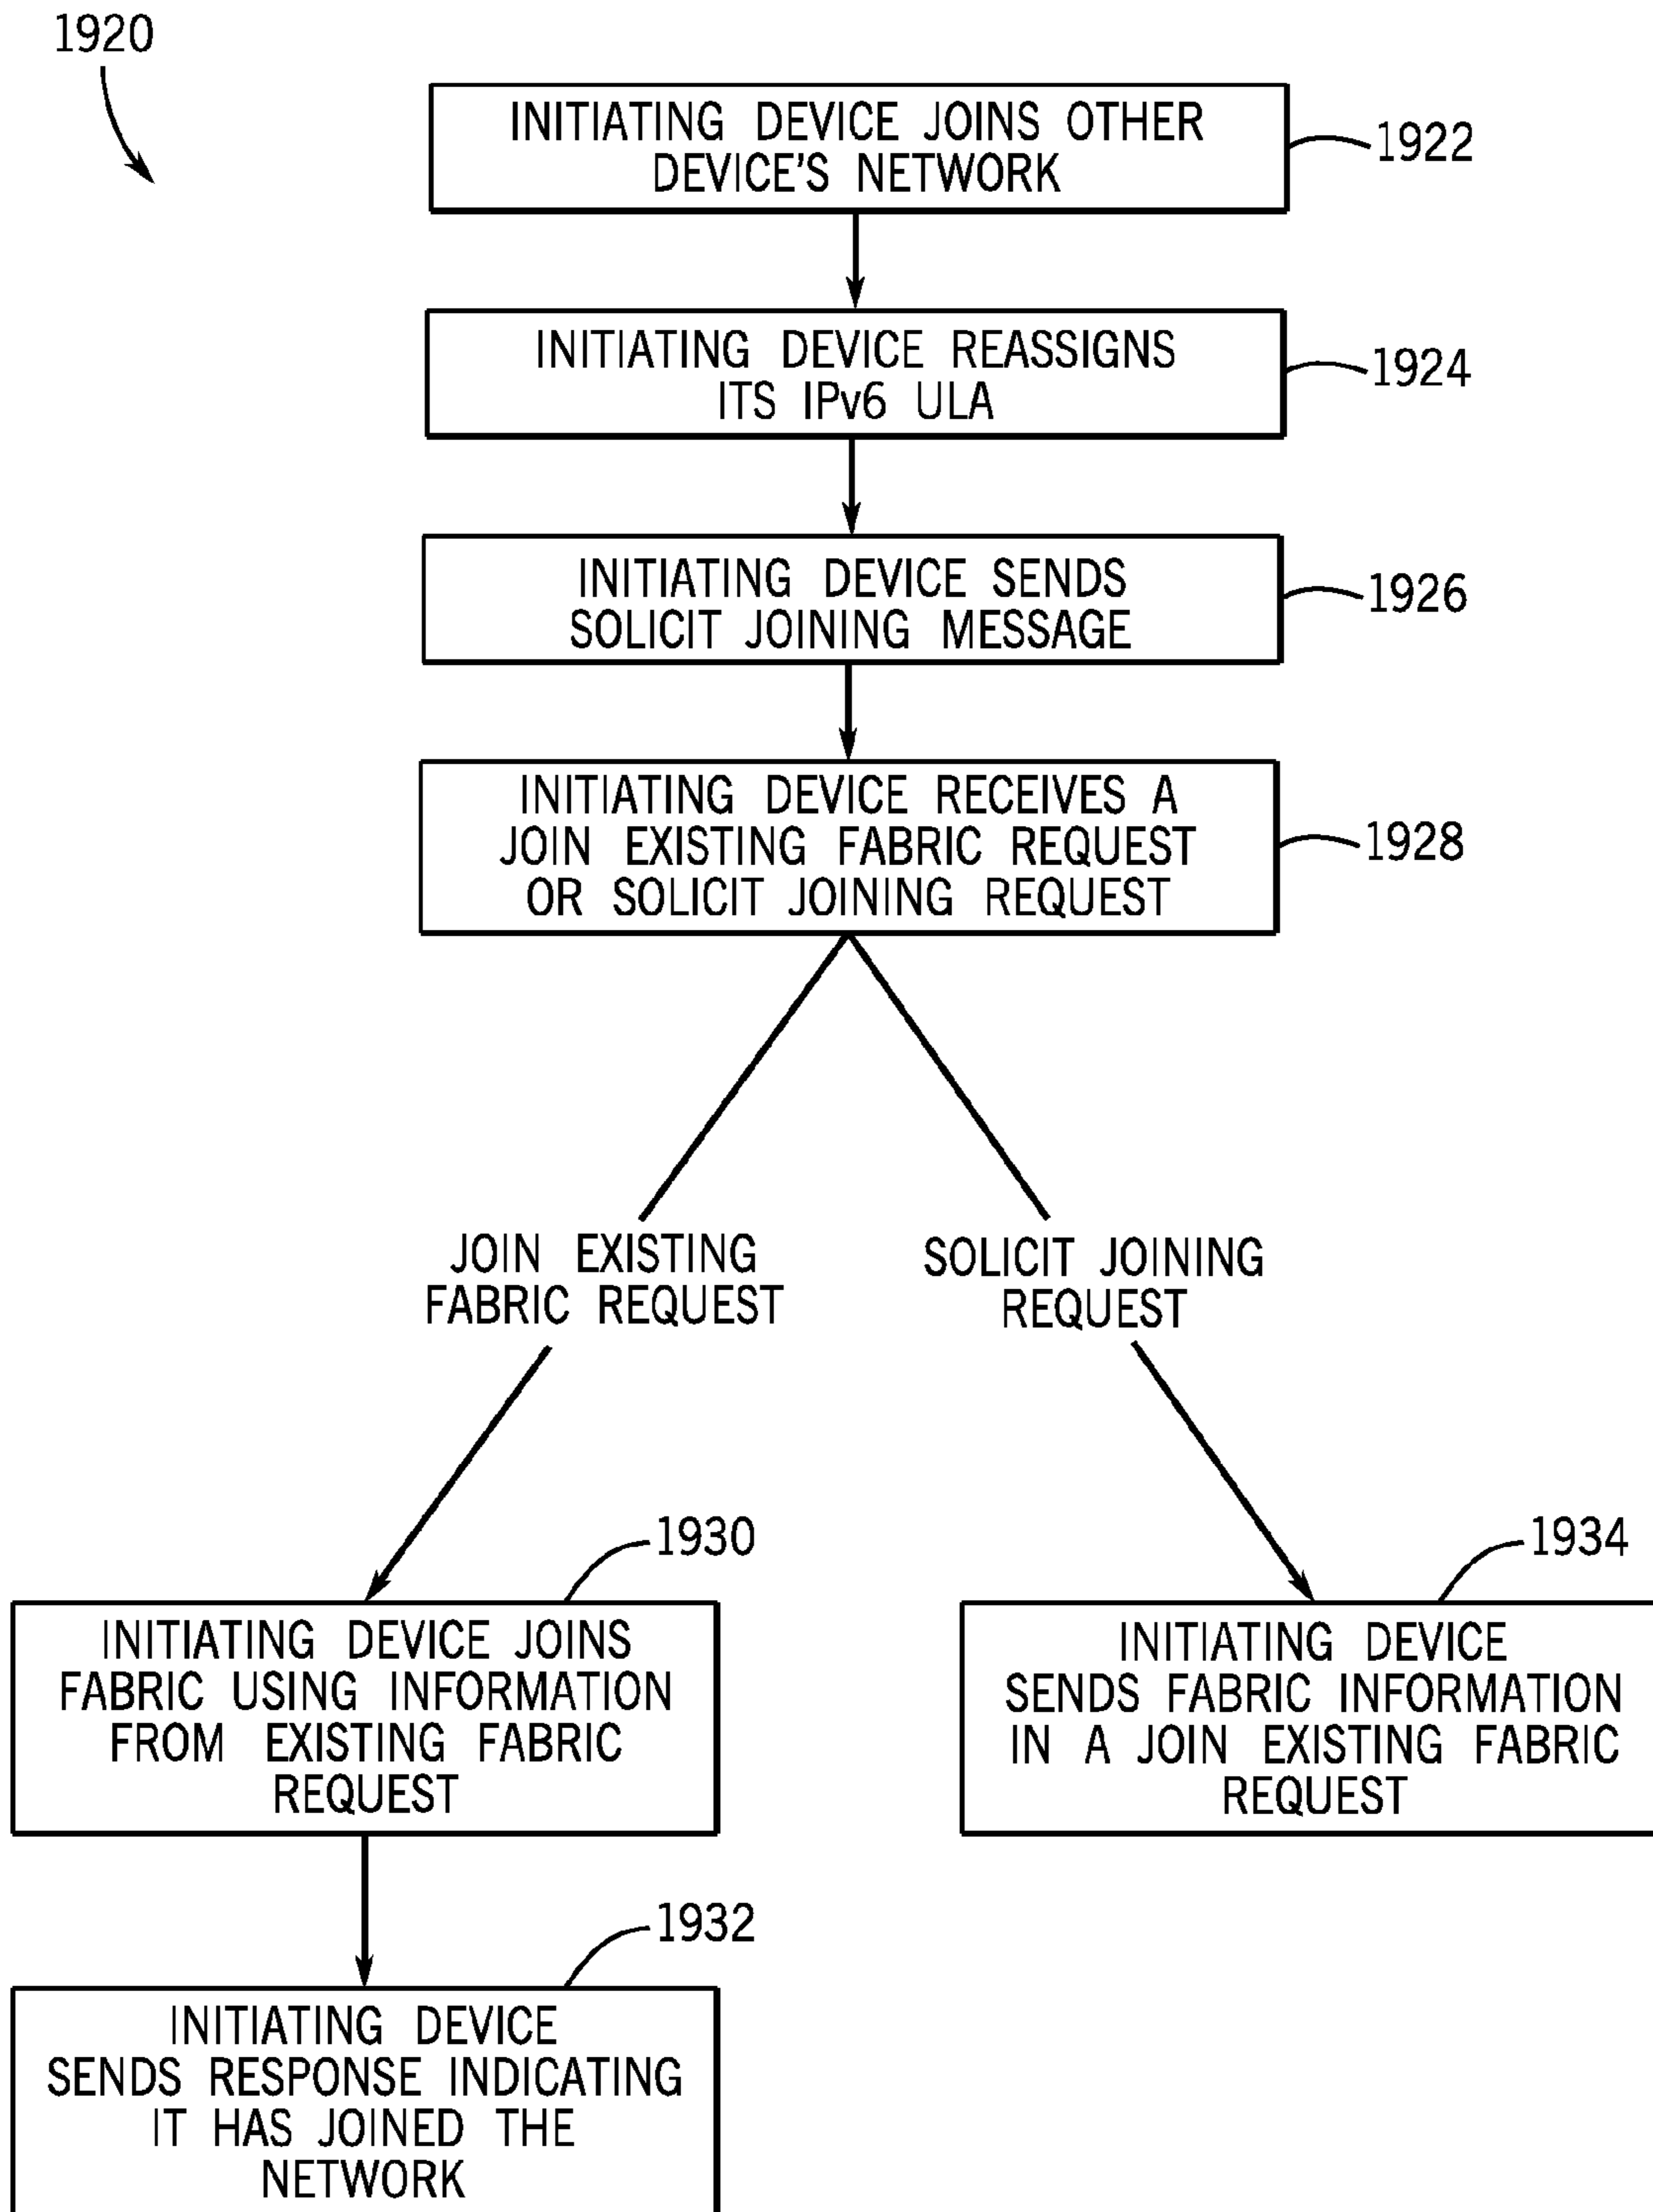 1920
INITIATING DEVICE JOINS OTHER
DEVICE'S NETWORK
1922
INITIATING DEVICE REASSIGNS
ITS IPv6 ULA
1924
INITIATING DEVICE SENDS
SOLICIT JOINING MESSAGE
1926
INITIATING DEVICE RECEIVES A
JOIN EXISTING FABRIC REQUEST
OR SOLICIT JOINING REQUEST
1928
JOIN EXISTING
FABRIC REQUEST
SOLICIT JOINING
REQUEST
1930
INITIATING DEVICE JOINS
FABRIC USING INFORMATION
FROM EXISTING FABRIC
REQUEST
1934
INITIATING DEVICE
SENDS FABRIC INFORMATION
IN A JOIN EXISTING FABRIC
REQUEST
1932
INITIATING DEVICE
SENDS RESPONSE INDICATING
IT HAS JOINED THE
NETWORK